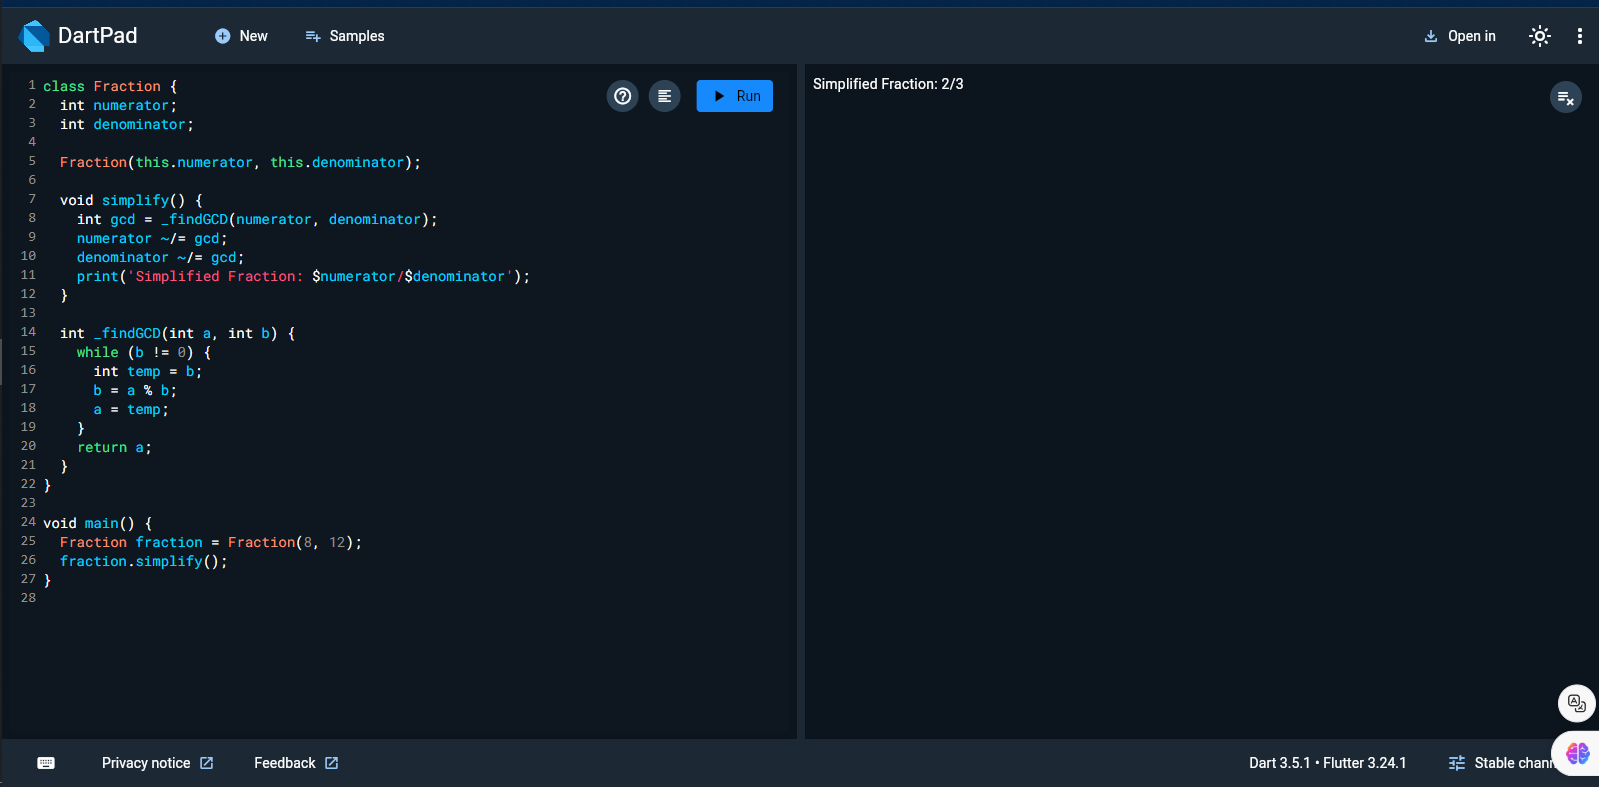 DartPad
New
Samples
Open in
1 class Fraction {
2   int numerator;
3   int denominator;
4
5   Fraction(this.numerator, this.denominator);
6
7   void simplify() {
8     int gcd = _findGCD(numerator, denominator);
9     numerator ~/= gcd;
10     denominator ~/= gcd;
11     print('Simplified Fraction: $numerator/$denominator');
12   }
13
14   int _findGCD(int a, int b) {
15     while (b != 0) {
16       int temp = b;
17       b = a % b;
18       a = temp;
19     }
20     return a;
21   }
22 }
23
24 void main() {
25   Fraction fraction = Fraction(8, 12);
26   fraction.simplify();
27 }
28
Run
Simplified Fraction: 2/3
Privacy notice
Feedback
Dart 3.5.1 • Flutter 3.24.1
Stable chann